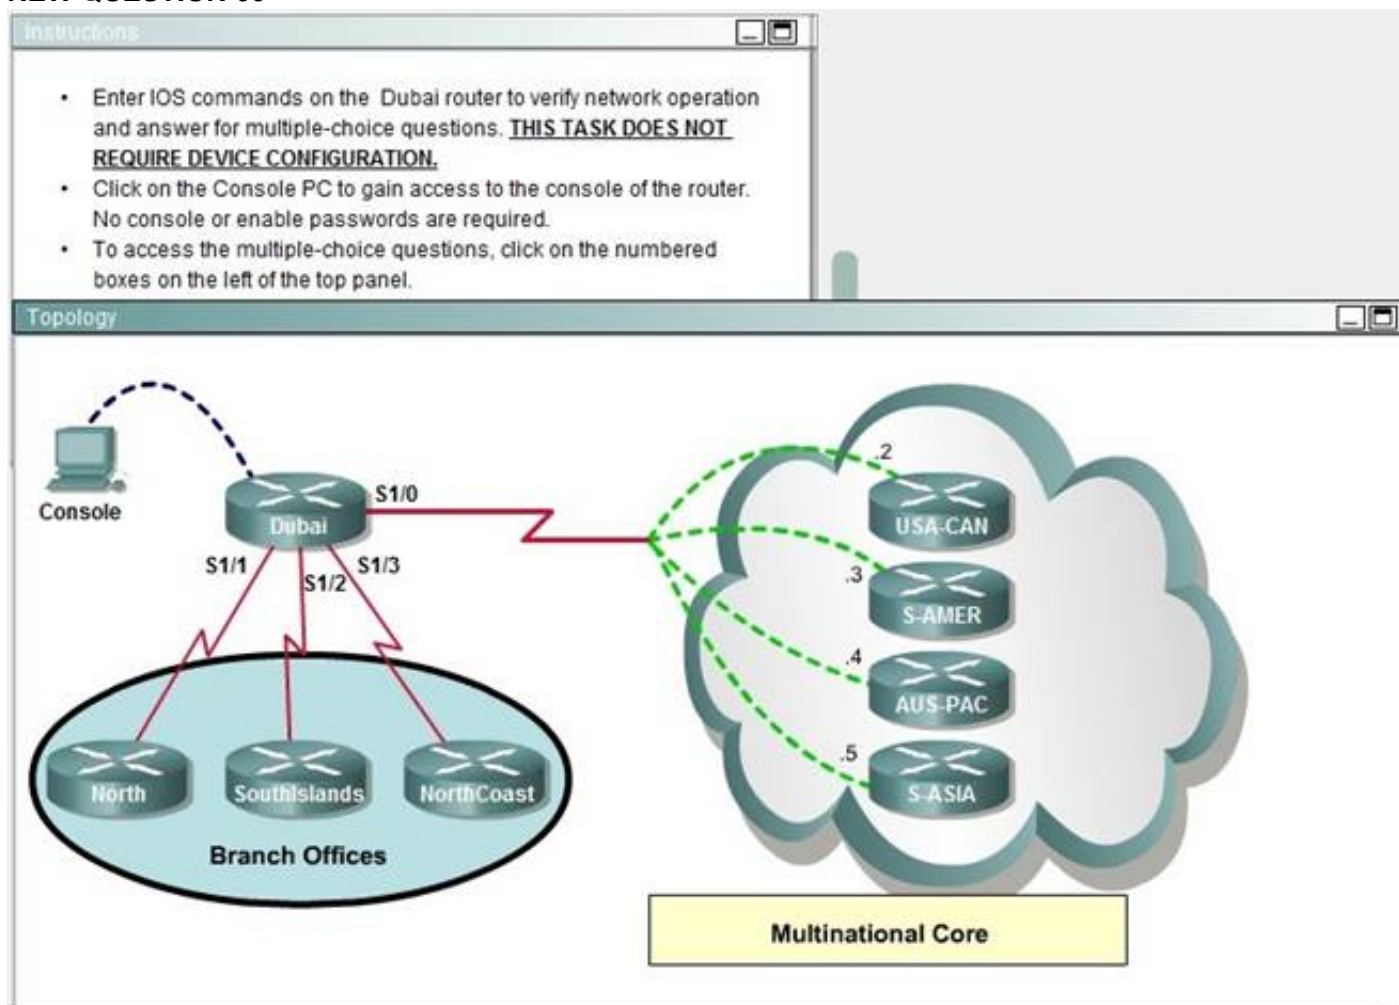 Instructions
• Enter IOS commands on the Dubai router to verify network operation
and answer for multiple-choice questions. THIS TASK DOES NOT
REQUIRE DEVICE CONFIGURATION.
• Click on the Console PC to gain access to the console of the router.
No console or enable passwords are required.
• To access the multiple-choice questions, click on the numbered
boxes on the left of the top panel.
Topology
Console
Dubai
S1/0
S1/1
S1/2
S1/3
.2
USA-CAN
.3
S-AMER
.4
AUS-PAC
.5
S-ASIA
North
SouthIslands
NorthCoast
Branch Offices
Multinational Core